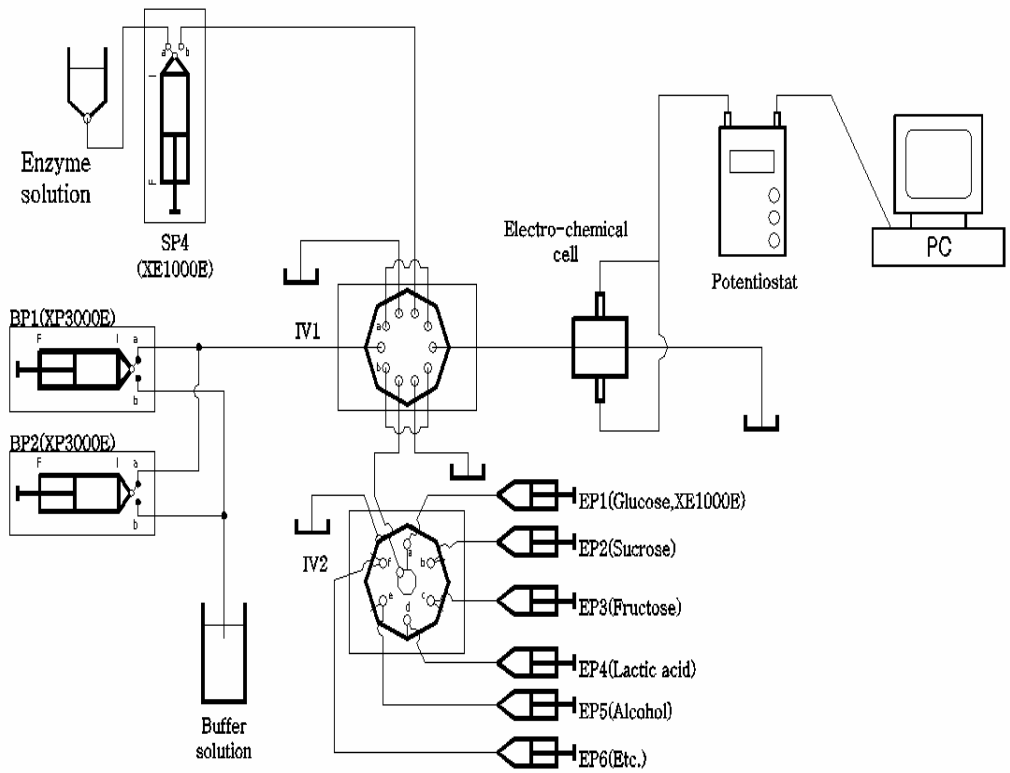 a b
I
F
Enzyme
solution
SP4
(XE1000E)
Electro-chemical
cell
Potentiostat
PC
BP1(XP3000E)
F I a
b
BP2(XP3000E)
F I a
b
IV1
a
b
IV2
a
b
c
d
e
f
EP1(Glucose,XE1000E)
EP2(Sucrose)
EP3(Fructose)
EP4(Lactic acid)
EP5(Alcohol)
EP6(Etc.)
Buffer
solution